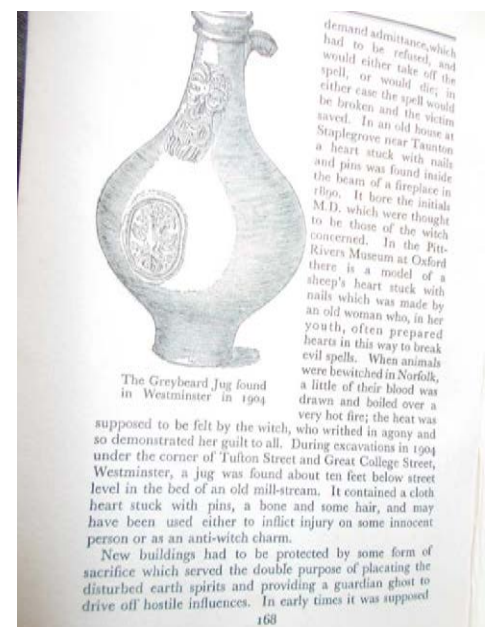 demand admittance, which
had to be refused, and
would either take off the
spell, or would die; in
either case the spell would
be broken and the victim
saved. In an old house at
Staplegrove near Taunton
a heart stuck with nails
and pins was found inside
the beam of a fireplace in
1890. It bore the initials
M.D. which were thought
to be those of the witch
concerned. In the Pitt-
Rivers Museum at Oxford
there is a model of a
sheep's heart stuck with
nails which was made by
an old woman who, in her
youth, often prepared
hearts in this way to break
evil spells. When animals
were bewitched in Norfolk,
a little of their blood was
drawn and boiled over a
very hot fire; the heat was
The Greybeard Jug found
in Westminster in 1904
supposed to be felt by the witch, who writhed in agony and
so demonstrated her guilt to all. During excavations in 1904
under the corner of Tufton Street and Great College Street,
Westminster, a jug was found about ten feet below street
level in the bed of an old mill-stream. It contained a cloth
heart stuck with pins, a bone and some hair, and may
have been used either to inflict injury on some innocent
person or as an anti-witch charm.
New buildings had to be protected by some form of
sacrifice which served the double purpose of placating the
disturbed earth spirits and providing a guardian ghost to
drive off hostile influences. In early times it was supposed
168